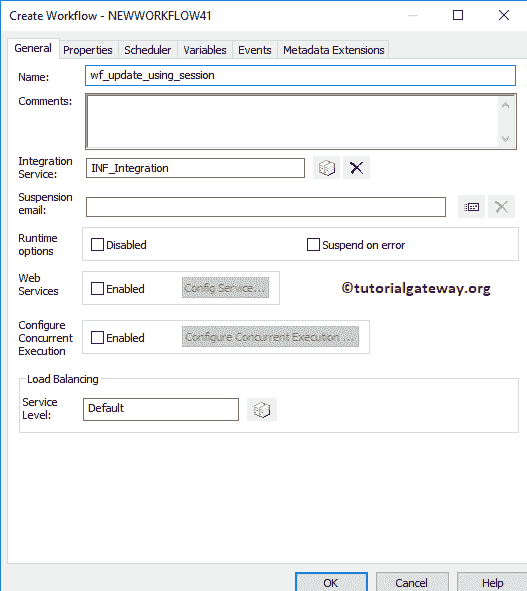 Create Workflow - NEWWORKFLOW41
General Properties Scheduler Variables Events Metadata Extensions
Name: wf_update_using_session
Comments:
Integration Service: INF_Integration
Suspension email:
Runtime options Disabled Suspend on error
Web Services Enabled Config Service...
©tutorialgateway.org
Configure Concurrent Execution Enabled Configure Concurrent Execution ...
Load Balancing
Service Level: Default
OK Cancel Help